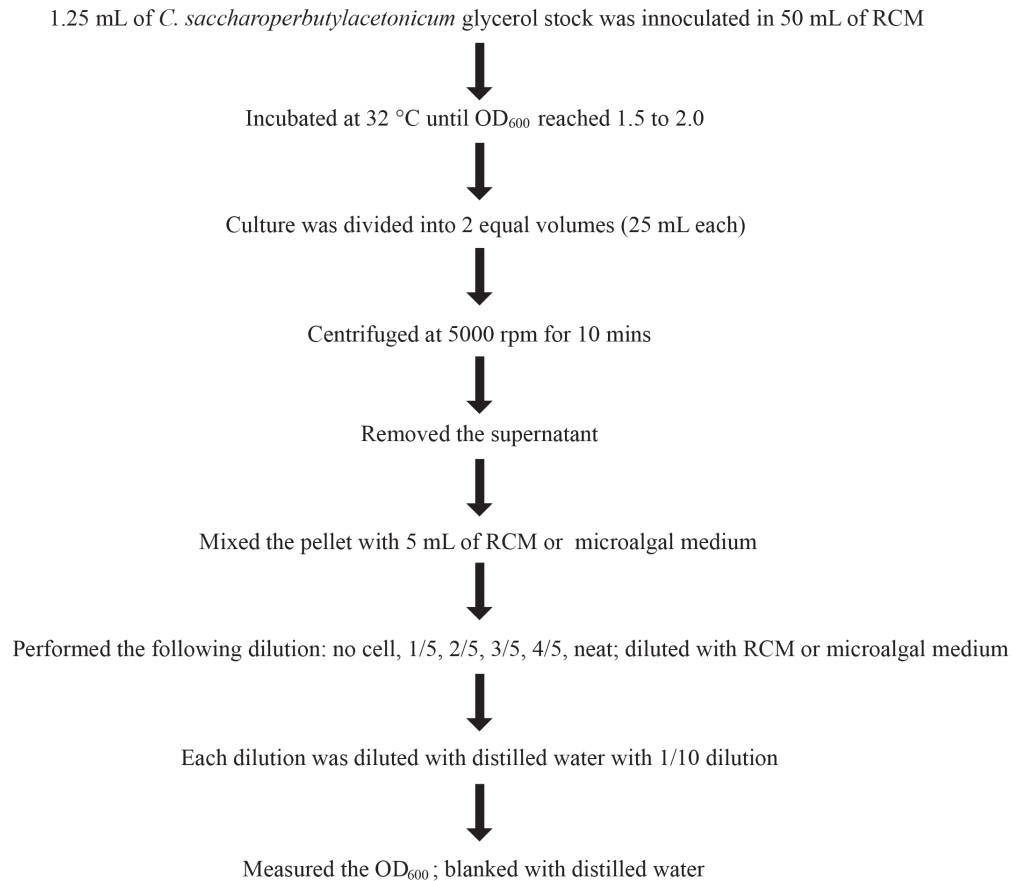 1.25 mL of C. saccharoperbutylacetonicum glycerol stock was innoculated in 50 mL of RCM
Incubated at 32 °C until OD600 reached 1.5 to 2.0
Culture was divided into 2 equal volumes (25 mL each)
Centrifuged at 5000 rpm for 10 mins
Removed the supernatant
Mixed the pellet with 5 mL of RCM or microalgal medium
Performed the following dilution: no cell, 1/5, 2/5, 3/5, 4/5, neat; diluted with RCM or microalgal medium
Each dilution was diluted with distilled water with 1/10 dilution
Measured the OD600 ; blanked with distilled water